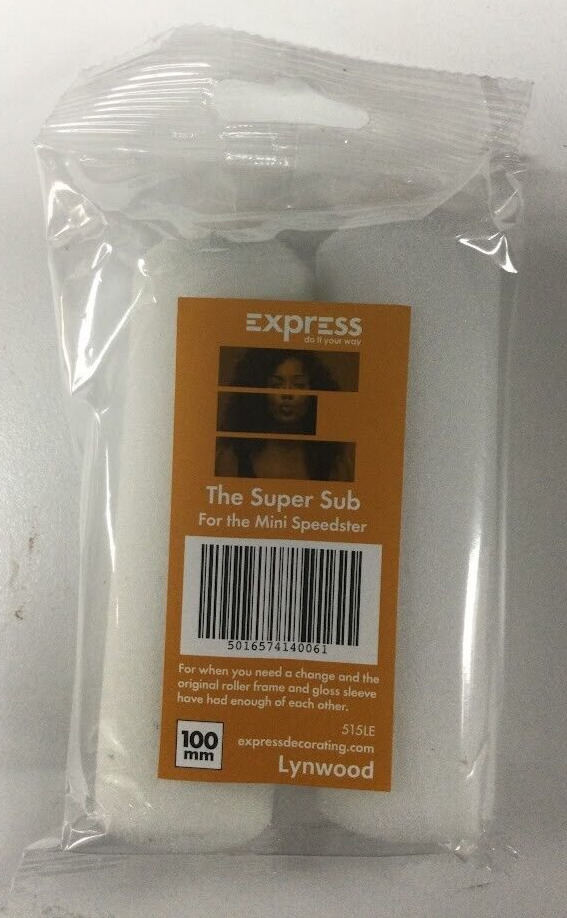 Express
do it your way
The Super Sub
For the Mini Speedster
5016574140061
For when you need a change and the
original roller frame and gloss sleeve
have had enough of each other.
515LE
100
mm
expressdecorating.com
Lynwood